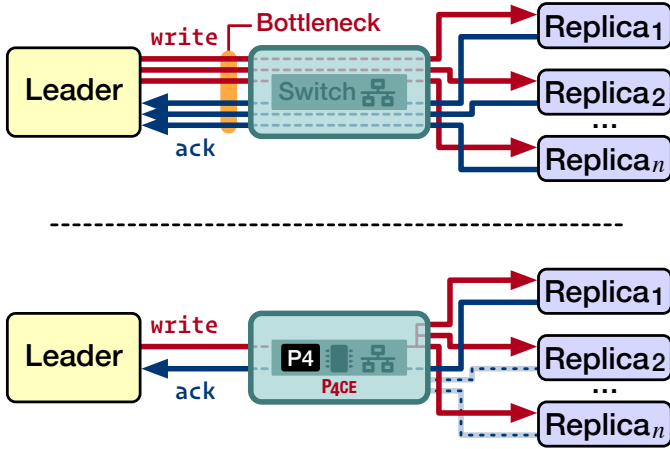 Bottleneck
write
Leader
Switch
ack
Replica1
Replica2
...
Replican
Leader
write
ack
P4
P4CE
Replica1
Replica2
...
Replican